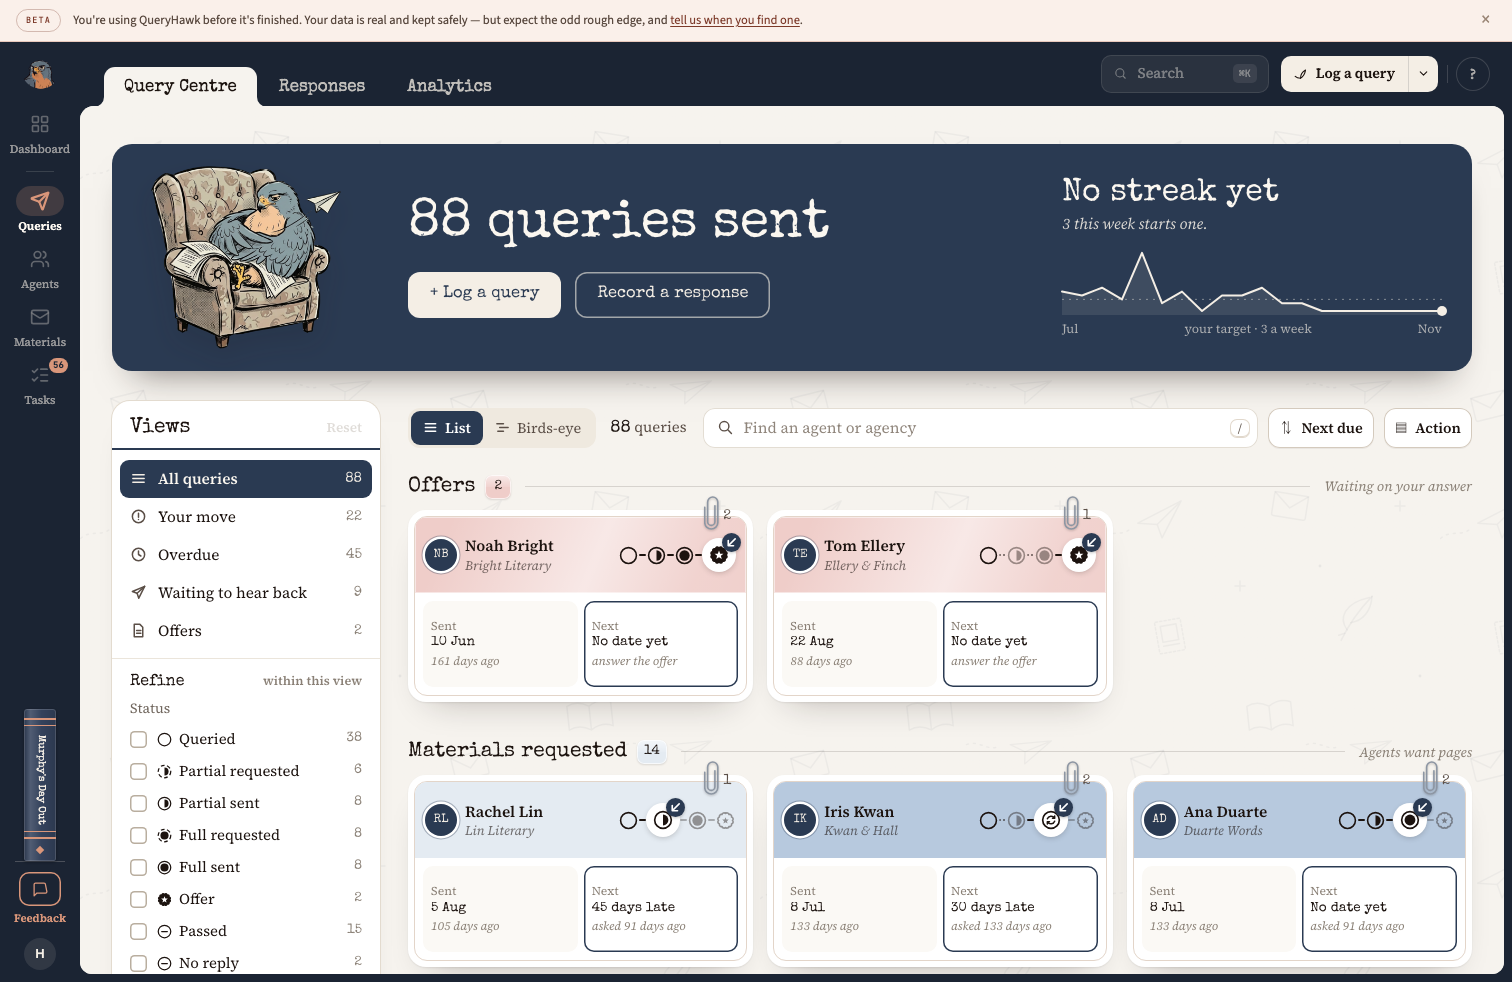 BETA
You're using QueryHawk before it's finished. Your data is real and kept safely — but expect the odd rough edge, and tell us when you find one.
×
Query Centre
Responses
Analytics
Search
⌘K
Log a query
?
Dashboard
Queries
Agents
Materials
56
Tasks
Murphy's Day Out
Feedback
H
88 queries sent
+ Log a query
Record a response
No streak yet
3 this week starts one.
Jul
your target · 3 a week
Nov
Views
Reset
All queries 88
Your move 22
Overdue 45
Waiting to hear back 9
Offers 2
Refine
within this view
Status
Queried 38
Partial requested 6
Partial sent 8
Full requested 8
Full sent 8
Offer 2
Passed 15
No reply 2
List
Birds-eye
88 queries
Find an agent or agency
/
Next due
Action
Offers 2
Waiting on your answer
2
NB
Noah Bright
Bright Literary
Sent
10 Jun
161 days ago
Next
No date yet
answer the offer
1
TE
Tom Ellery
Ellery & Finch
Sent
22 Aug
88 days ago
Next
No date yet
answer the offer
Materials requested 14
Agents want pages
1
RL
Rachel Lin
Lin Literary
Sent
5 Aug
105 days ago
Next
45 days late
asked 91 days ago
2
IK
Iris Kwan
Kwan & Hall
Sent
8 Jul
133 days ago
Next
30 days late
asked 133 days ago
2
AD
Ana Duarte
Duarte Words
Sent
8 Jul
133 days ago
Next
No date yet
asked 91 days ago